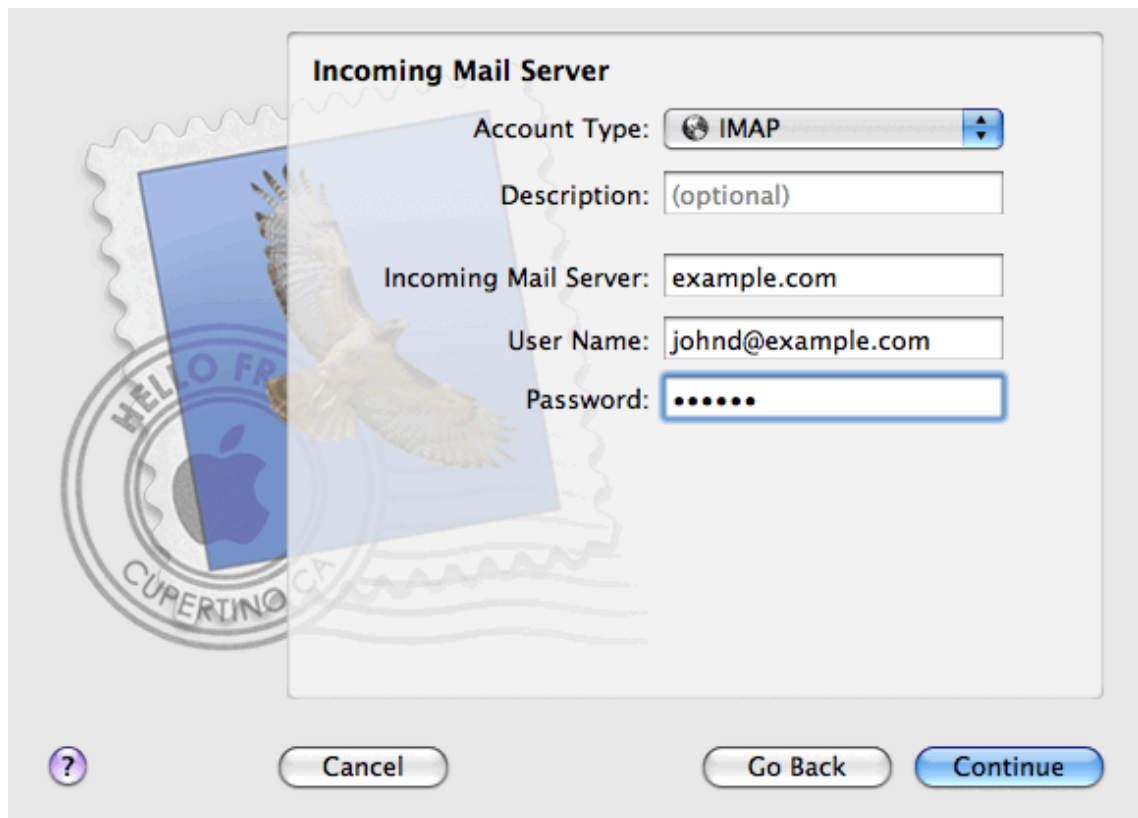 Incoming Mail Server
Account Type: IMAP
Description: (optional)
Incoming Mail Server: example.com
User Name: johnd@example.com
Password: ••••••
HELLO FR
CUPERTINO CA
? Cancel Go Back Continue